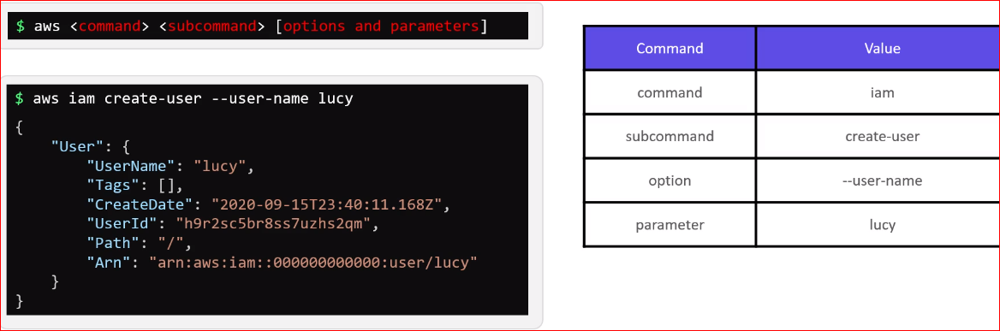 $ aws <command> <subcommand> [options and parameters]
$ aws iam create-user --user-name lucy
{
    "User": {
        "UserName": "lucy",
        "Tags": [],
        "CreateDate": "2020-09-15T23:40:11.168Z",
        "UserId": "h9r2sc5br8ss7uzhs2qm",
        "Path": "/",
        "Arn": "arn:aws:iam::000000000000:user/lucy"
    }
}
Command Value
command iam
subcommand create-user
option --user-name
parameter lucy